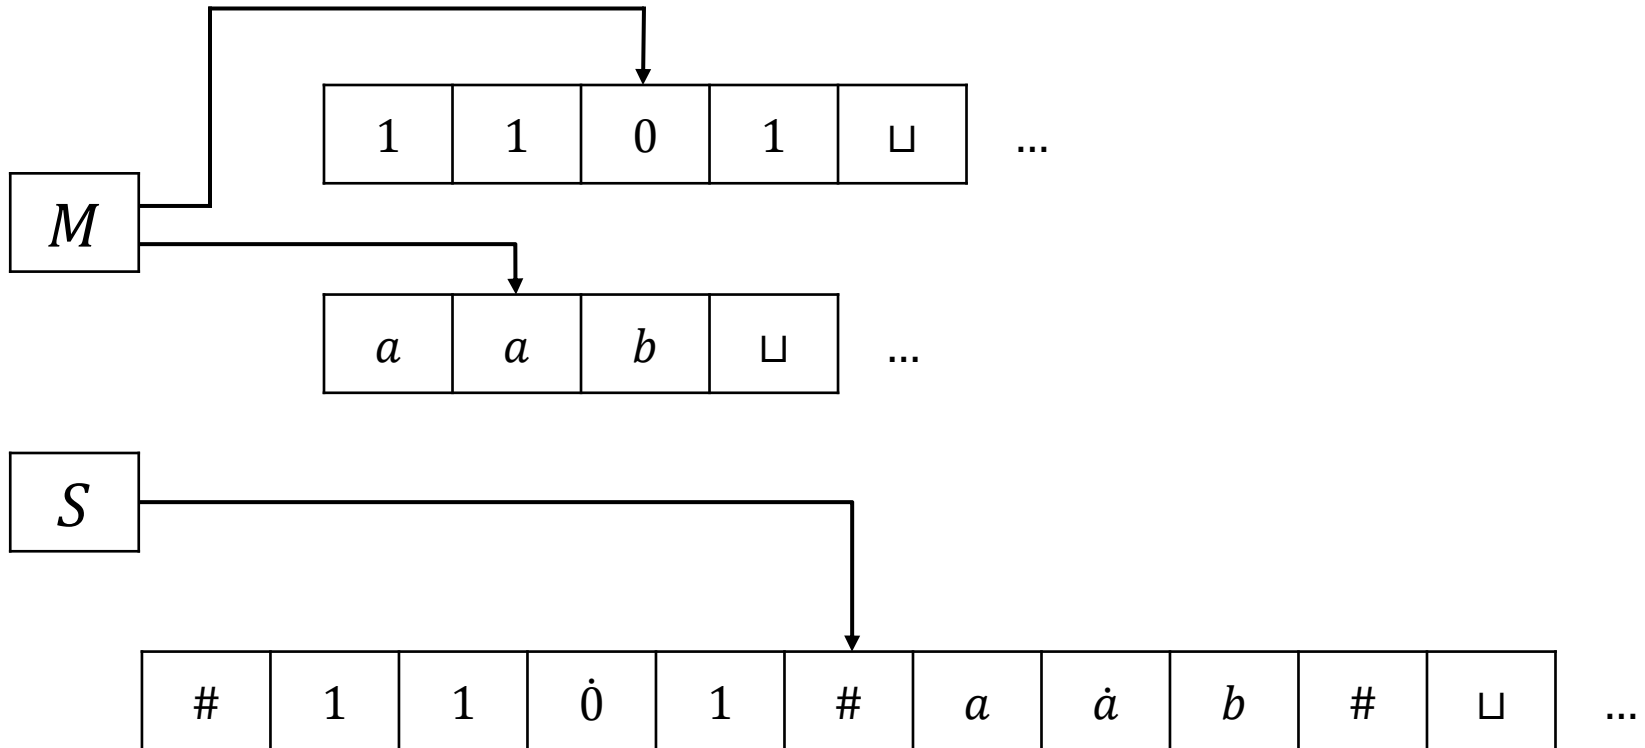 1 1 0 1 ⊔ ...
M
a a b ⊔ ...
S
# 1 1 0̇ 1 # a ȧ b # ⊔ ...